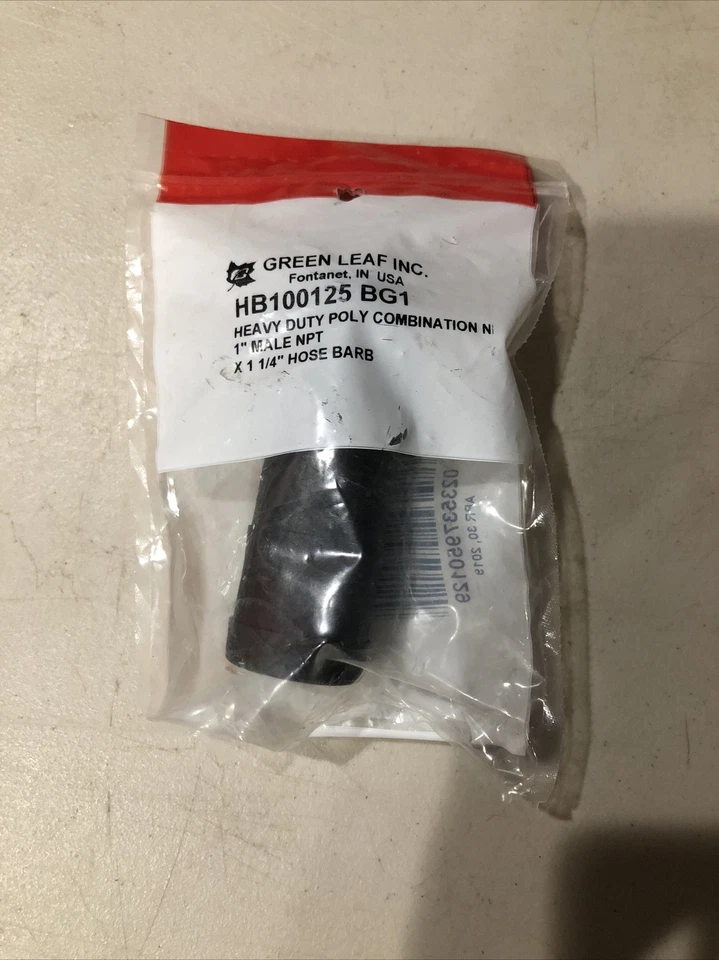 GREEN LEAF INC.
Fontanet, IN USA
HB100125 BG1
HEAVY DUTY POLY COMBINATION NI
1" MALE NPT
X 1 1/4" HOSE BARB
023537950129
APR 30, 2019